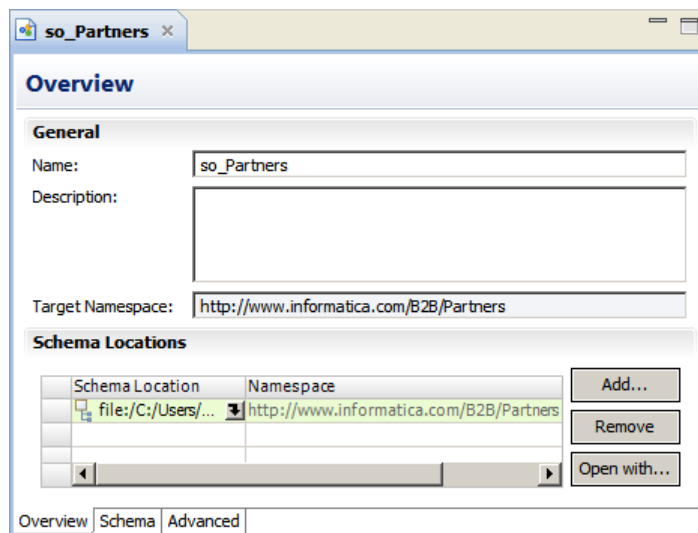 so_Partners
Overview
General
Name: so_Partners
Description:
Target Namespace: http://www.informatica.com/B2B/Partners
Schema Locations
Schema Location Namespace Add...
file:/C:/Users/... http://www.informatica.com/B2B/Partners
Remove
Open with...
Overview Schema Advanced